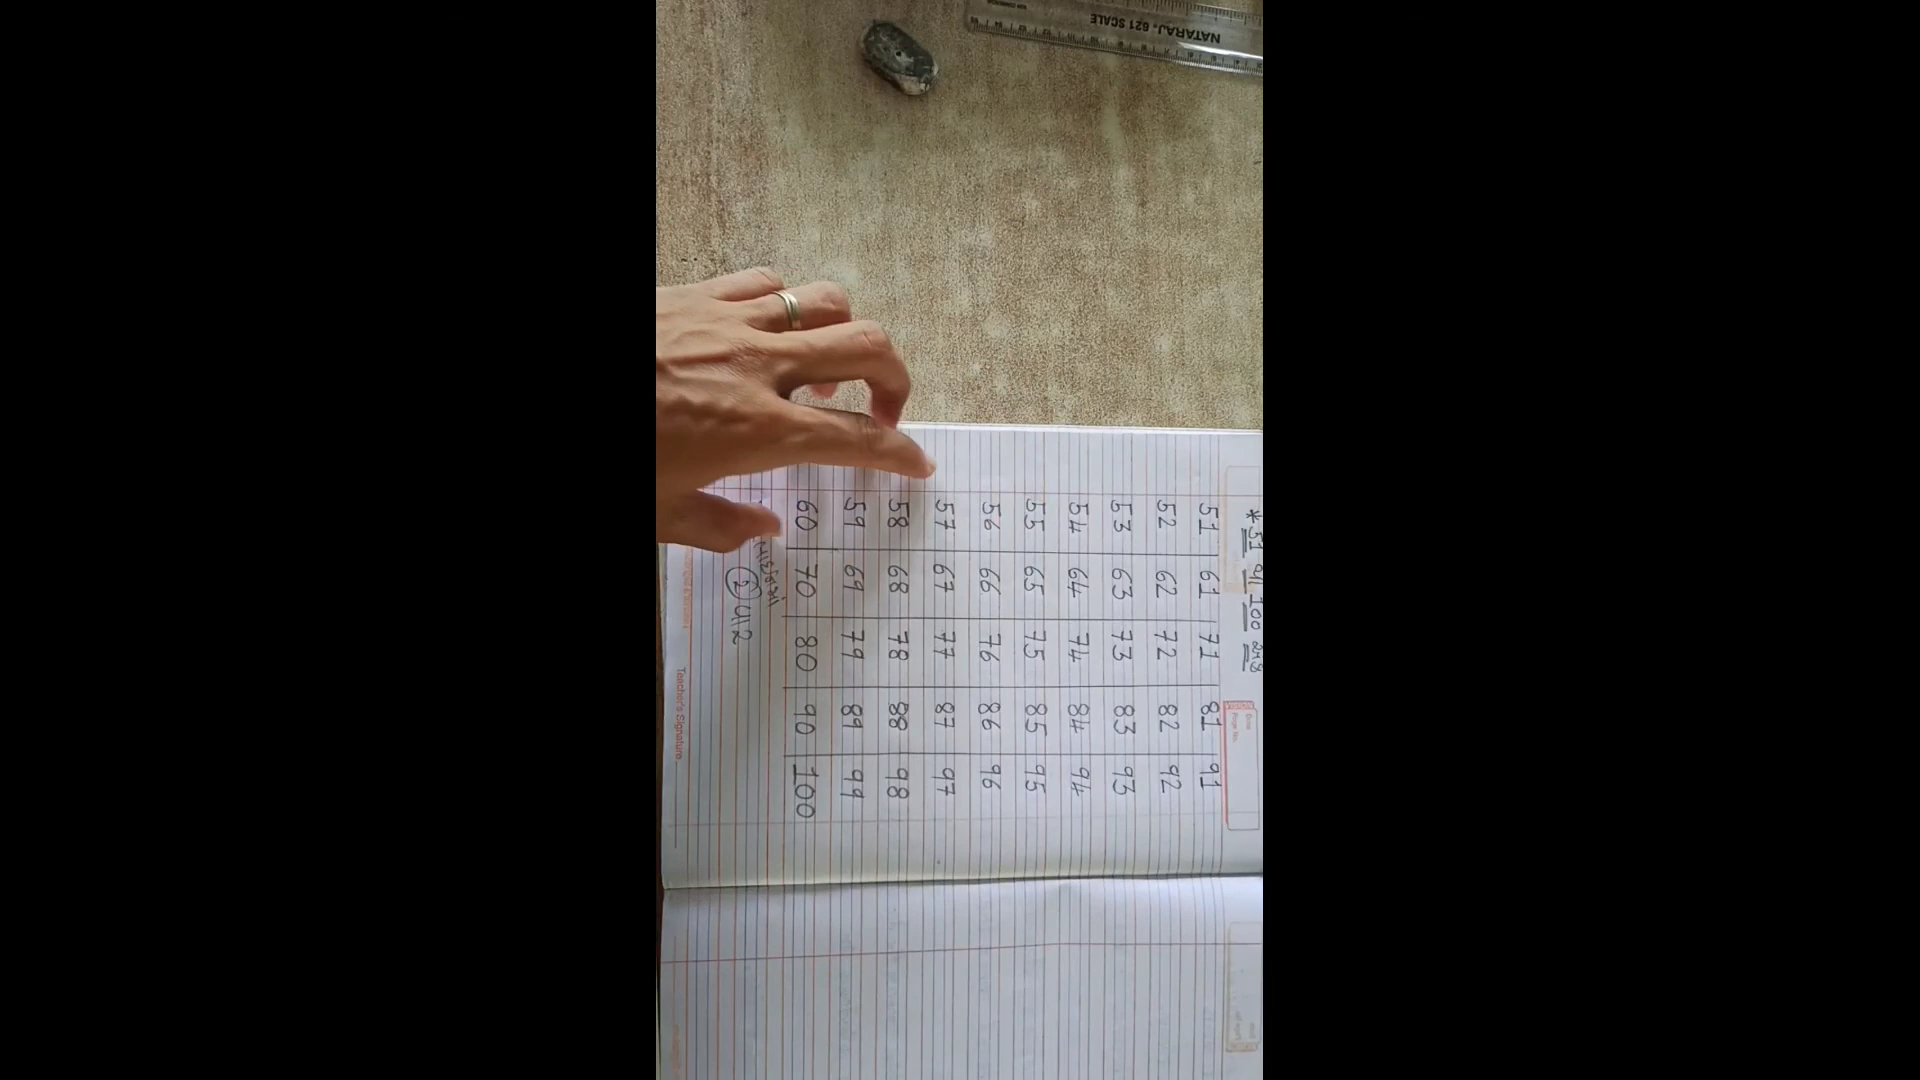 NATARAJ. 621 SCALE
* 51 থी 100
51 61 71 81 91
52 62 72 82 92
53 63 73 83 93
54 64 74 84 94
55 65 75 85 95
56 66 76 86 96
57 67 77 87 97
58 68 78 88 98
59 69 79 89 99
60 70 80 90 100
Teacher's Signature